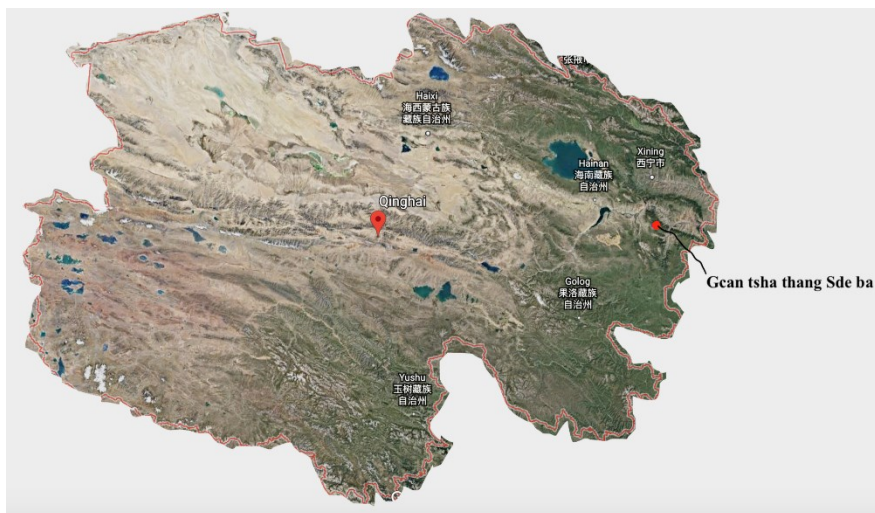 张掖市
Haixi
海西蒙古族
藏族自治州
Xining
西宁市
Hainan
海南藏族
自治州
Qinghai
Gcan tsha thang Sde ba
Golog
果洛藏族
自治州
Yushu
玉树藏族
自治州